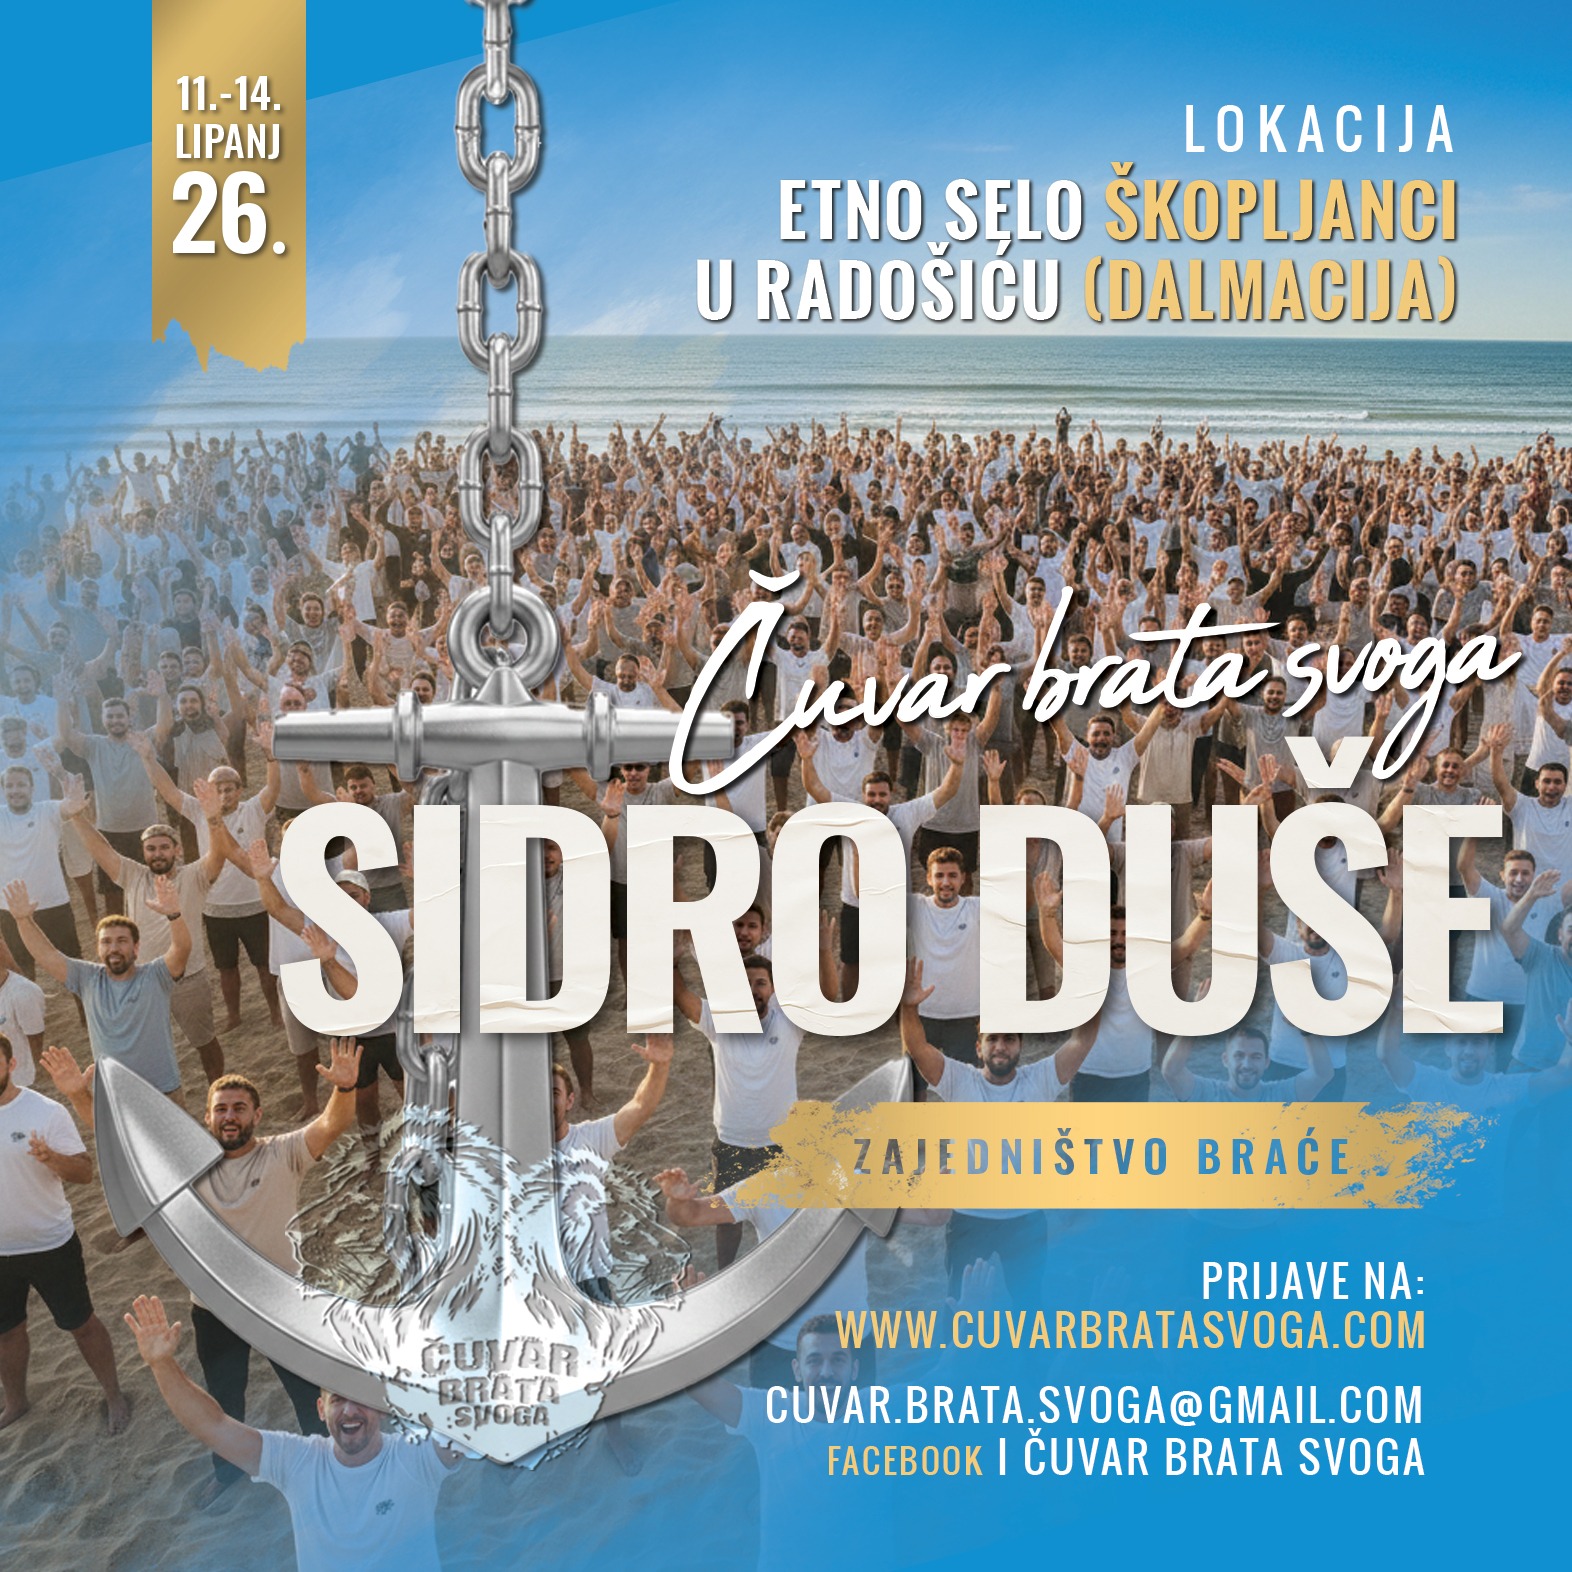 11.-14.
LIPANJ
26.
LOKACIJA
ETNO SELO ŠKOPLJANCI
U RADOŠIĆU (DALMACIJA)
Čuvar brata svoga
SIDRO DUŠE
ZAJEDNIŠTVO BRAĆE
ČUVAR
BRATA
SVOGA
PRIJAVE NA:
WWW.CUVARBRATASVOGA.COM
CUVAR.BRATA.SVOGA@GMAIL.COM
FACEBOOK | ČUVAR BRATA SVOGA